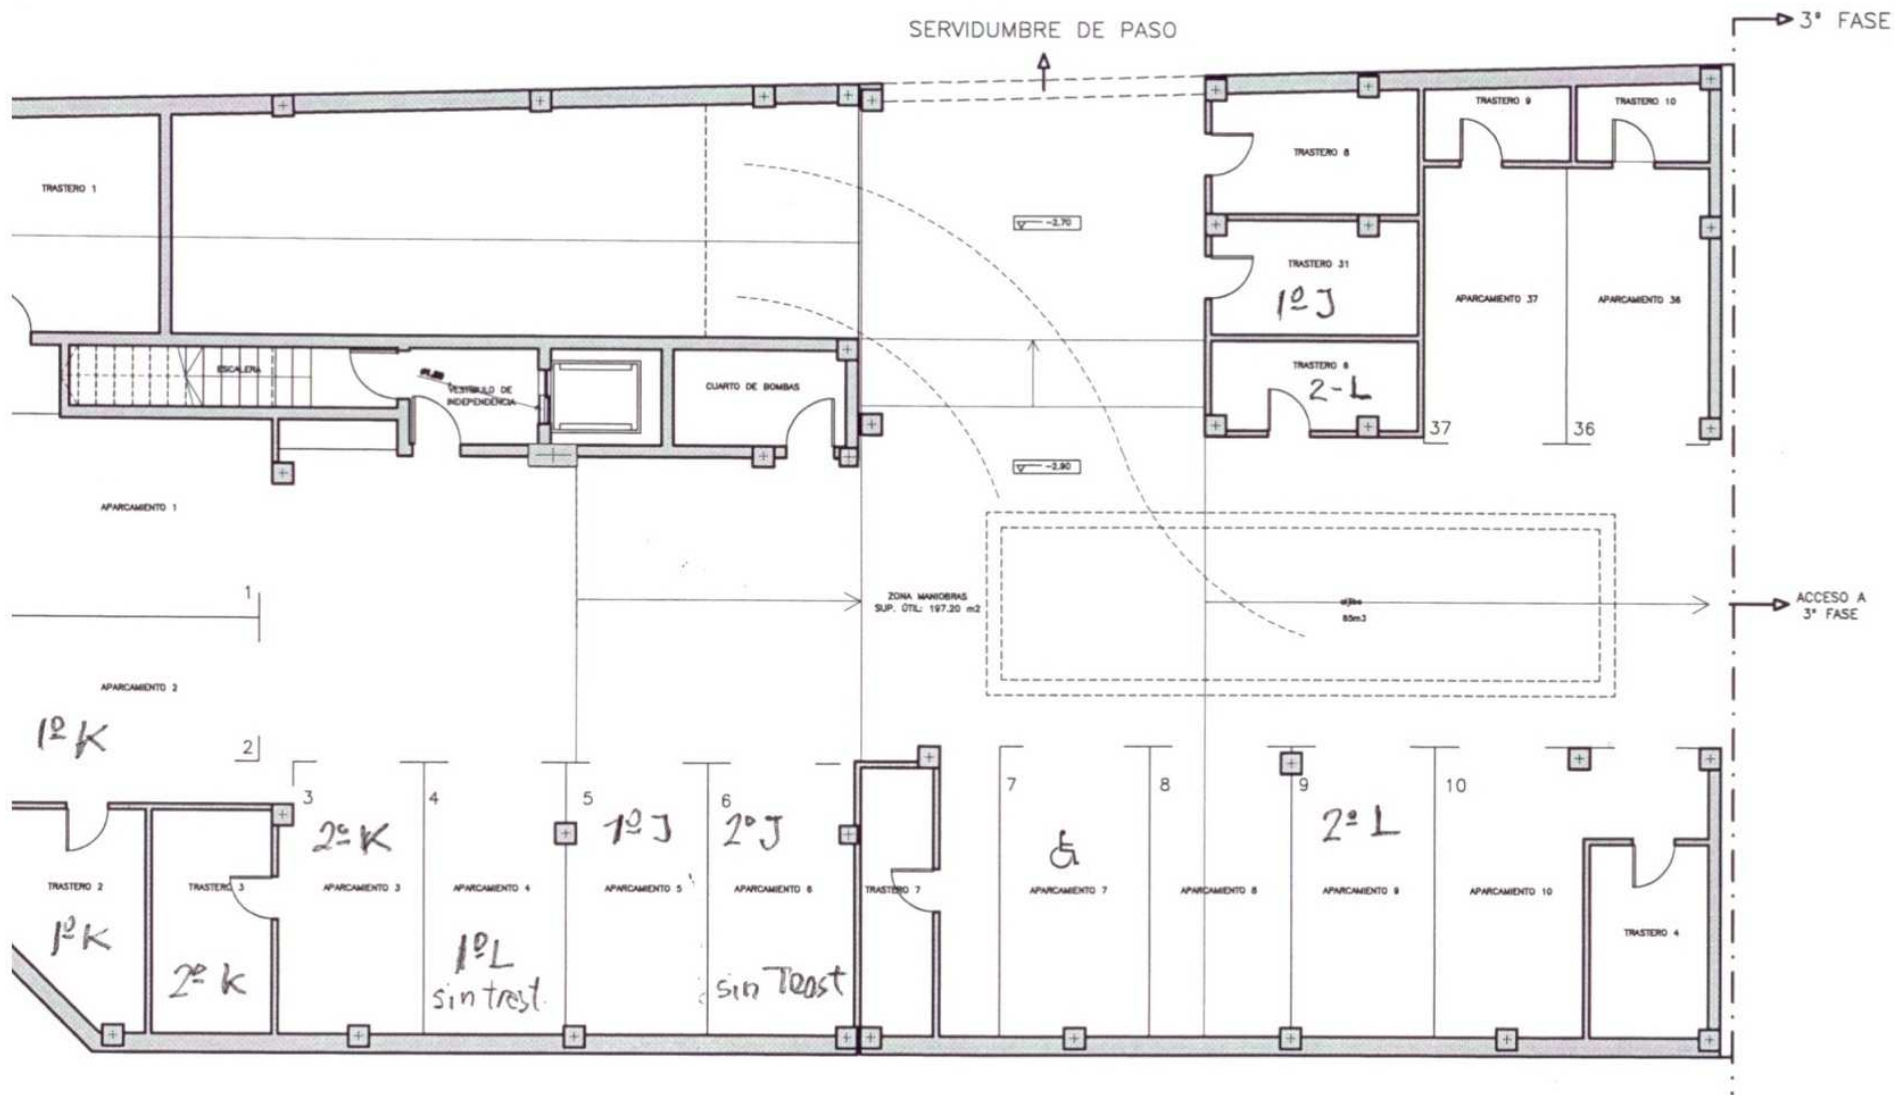 SERVIDUMBRE DE PASO
3ª FASE
TRASTERO 9
TRASTERO 10
TRASTERO 8
TRASTERO 1
-2,70
TRASTERO 31
1º J
APARCAMIENTO 37
APARCAMIENTO 36
ESCALERA
VESTIBULO DE
INDEPENDENCIA
CUARTO DE BOMBAS
TRASTERO 6
2-L
37
36
-2,90
APARCAMIENTO 1
1
ZONA MANIOBRAS
SUP. ÚTIL: 197,20 m2
aljibe
85m3
ACCESO A
3ª FASE
APARCAMIENTO 2
1º K
2
3
4
5
6
7
8
9
10
2º K
1º J
2º J
2º L
TRASTERO 2
TRASTERO 3
APARCAMIENTO 3
APARCAMIENTO 4
APARCAMIENTO 5
APARCAMIENTO 6
TRASTERO 7
APARCAMIENTO 7
APARCAMIENTO 8
APARCAMIENTO 9
APARCAMIENTO 10
TRASTERO 4
1º K
2º K
1º L
sin trast.
sin Trast